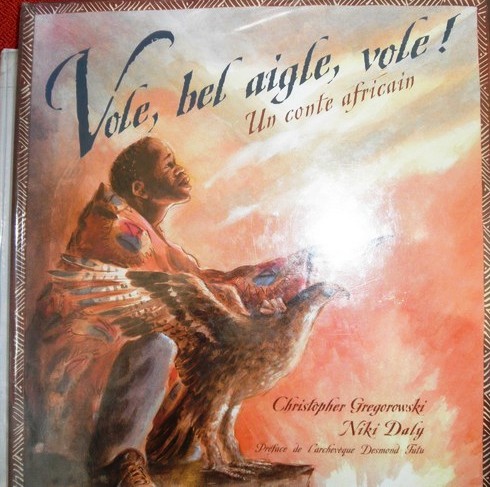 Vole, bel aigle, vole !
Un conte africain
Christopher Gregorowski
Niki Daly
Préface de l'archevêque Desmond Tutu